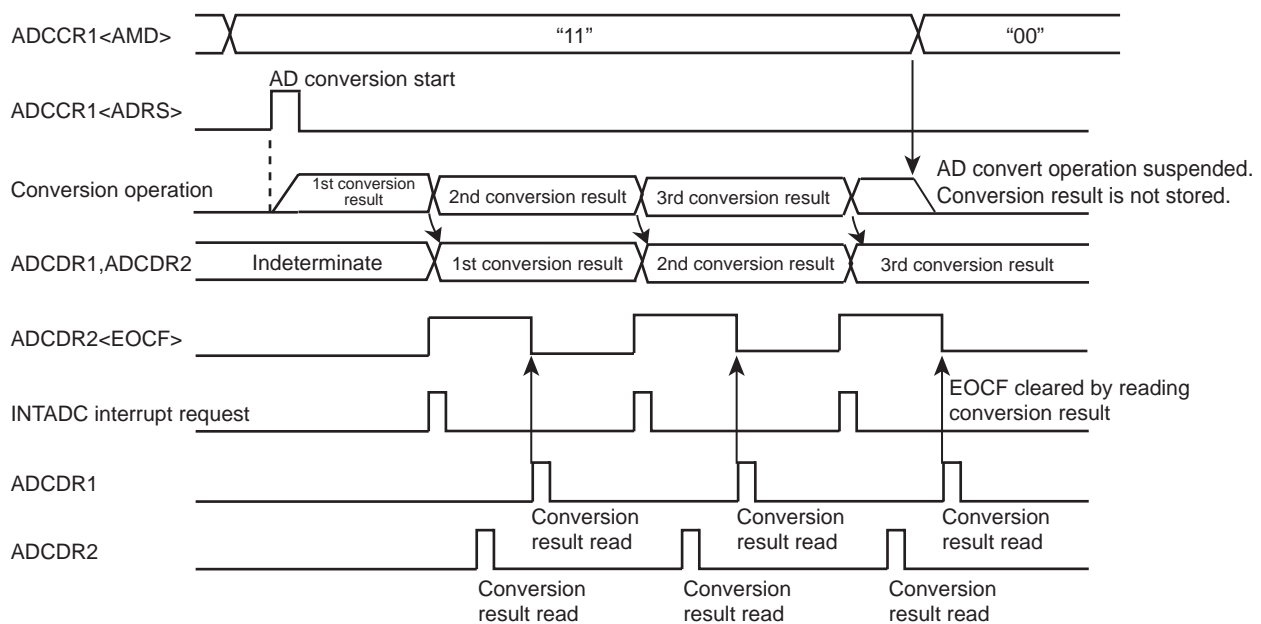 ADCCR1<AMD>
“11”
“00”
AD conversion start
ADCCR1<ADRS>
AD convert operation suspended.
Conversion result is not stored.
Conversion operation
1st conversion
result
2nd conversion result
3rd conversion result
ADCDR1,ADCDR2
Indeterminate
1st conversion result
2nd conversion result
3rd conversion result
ADCDR2<EOCF>
EOCF cleared by reading
conversion result
INTADC interrupt request
ADCDR1
Conversion
result read
Conversion
result read
Conversion
result read
ADCDR2
Conversion
result read
Conversion
result read
Conversion
result read